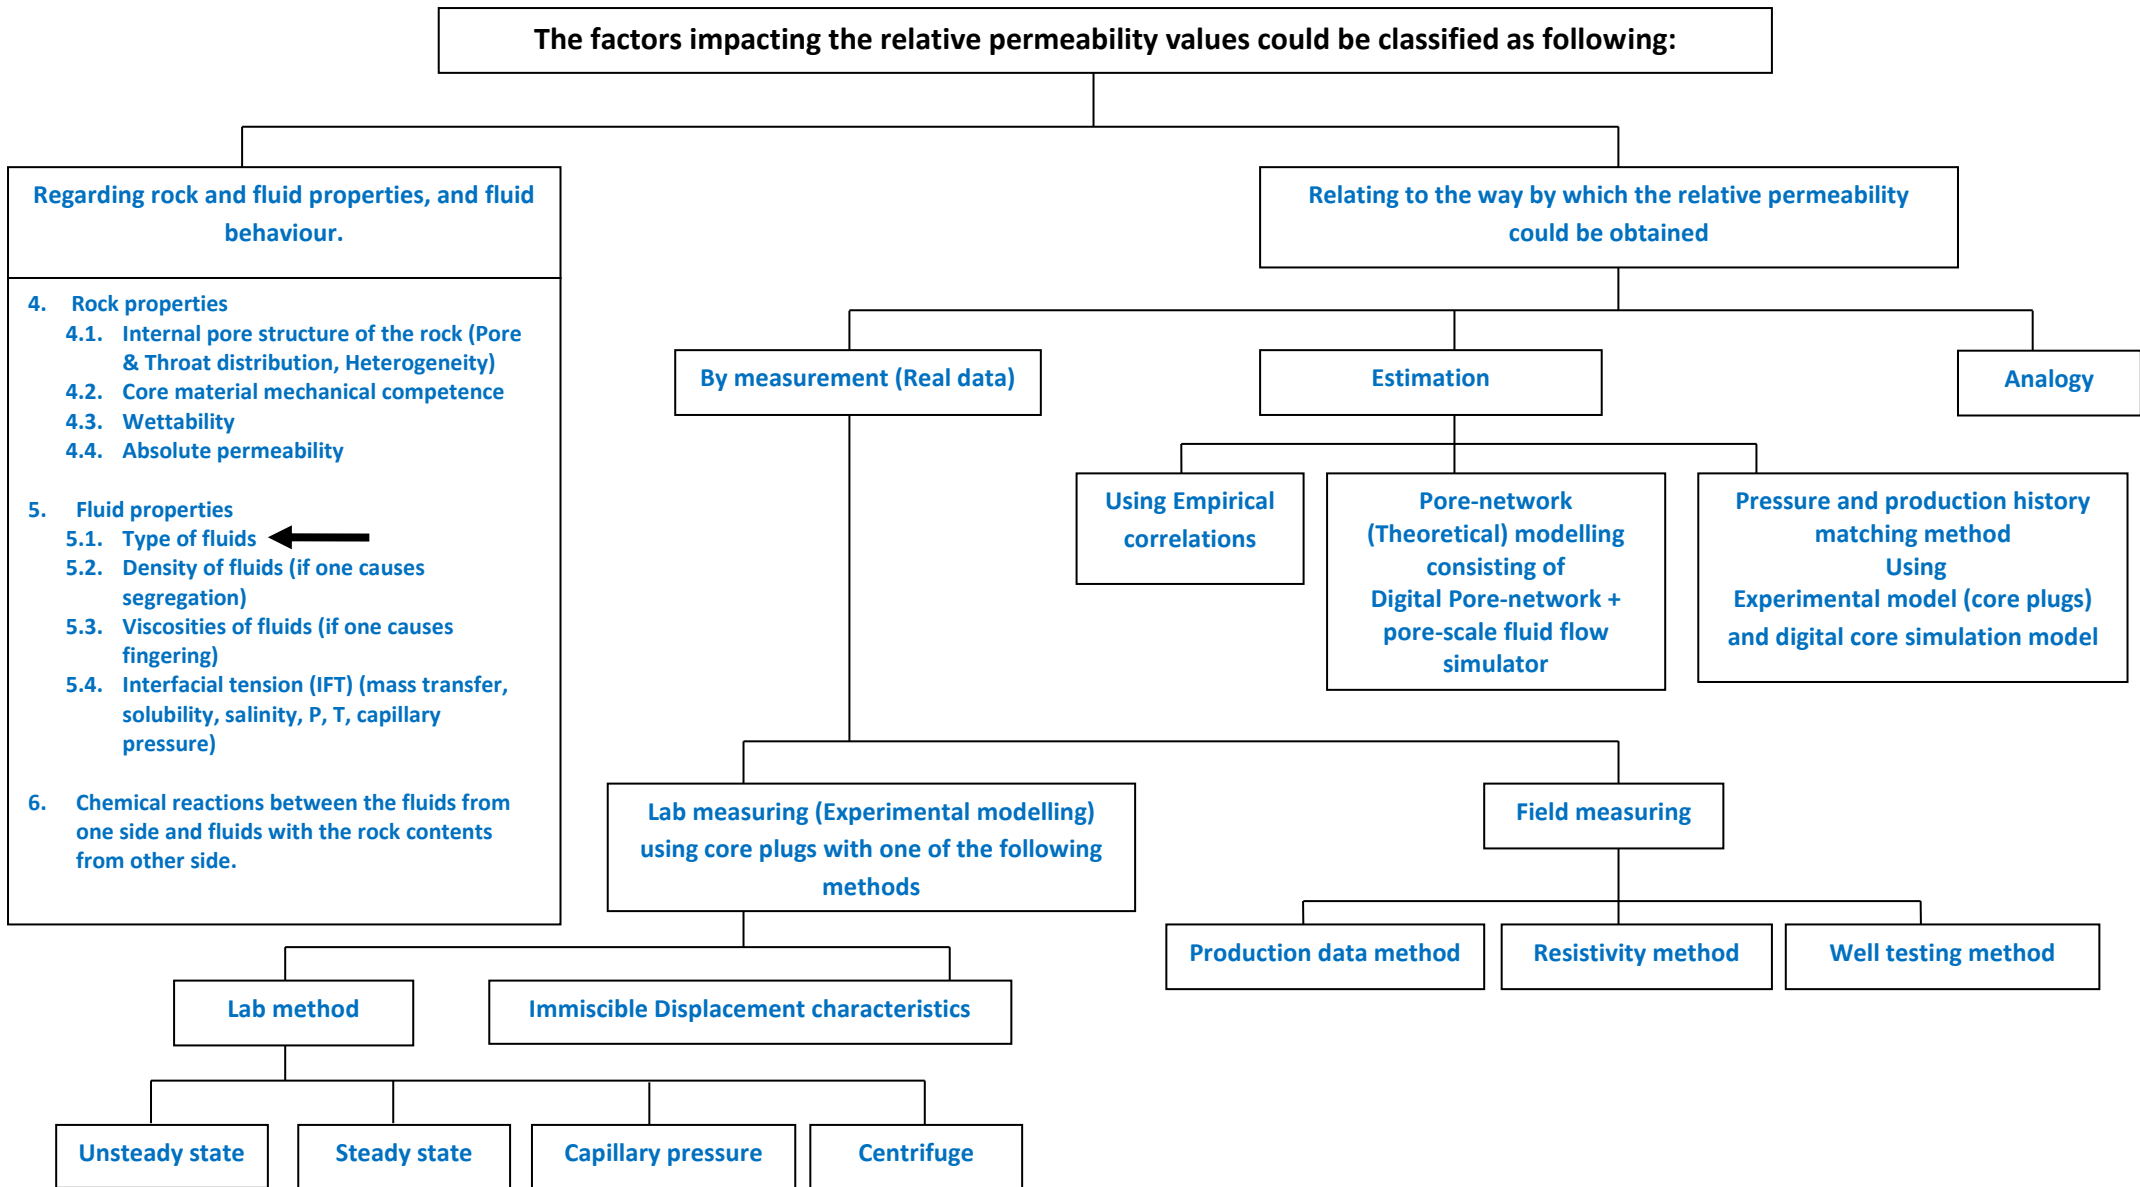 The factors impacting the relative permeability values could be classified as following:
Regarding rock and fluid properties, and fluid
behaviour.
4. Rock properties
4.1. Internal pore structure of the rock (Pore
& Throat distribution, Heterogeneity)
4.2. Core material mechanical competence
4.3. Wettability
4.4. Absolute permeability
5. Fluid properties
5.1. Type of fluids
5.2. Density of fluids (if one causes
segregation)
5.3. Viscosities of fluids (if one causes
fingering)
5.4. Interfacial tension (IFT) (mass transfer,
solubility, salinity, P, T, capillary
pressure)
6. Chemical reactions between the fluids from
one side and fluids with the rock contents
from other side.
Relating to the way by which the relative permeability
could be obtained
By measurement (Real data)
Estimation
Analogy
Using Empirical
correlations
Pore-network
(Theoretical) modelling
consisting of
Digital Pore-network +
pore-scale fluid flow
simulator
Pressure and production history
matching method
Using
Experimental model (core plugs)
and digital core simulation model
Lab measuring (Experimental modelling)
using core plugs with one of the following
methods
Field measuring
Production data method
Resistivity method
Well testing method
Lab method
Immiscible Displacement characteristics
Unsteady state
Steady state
Capillary pressure
Centrifuge